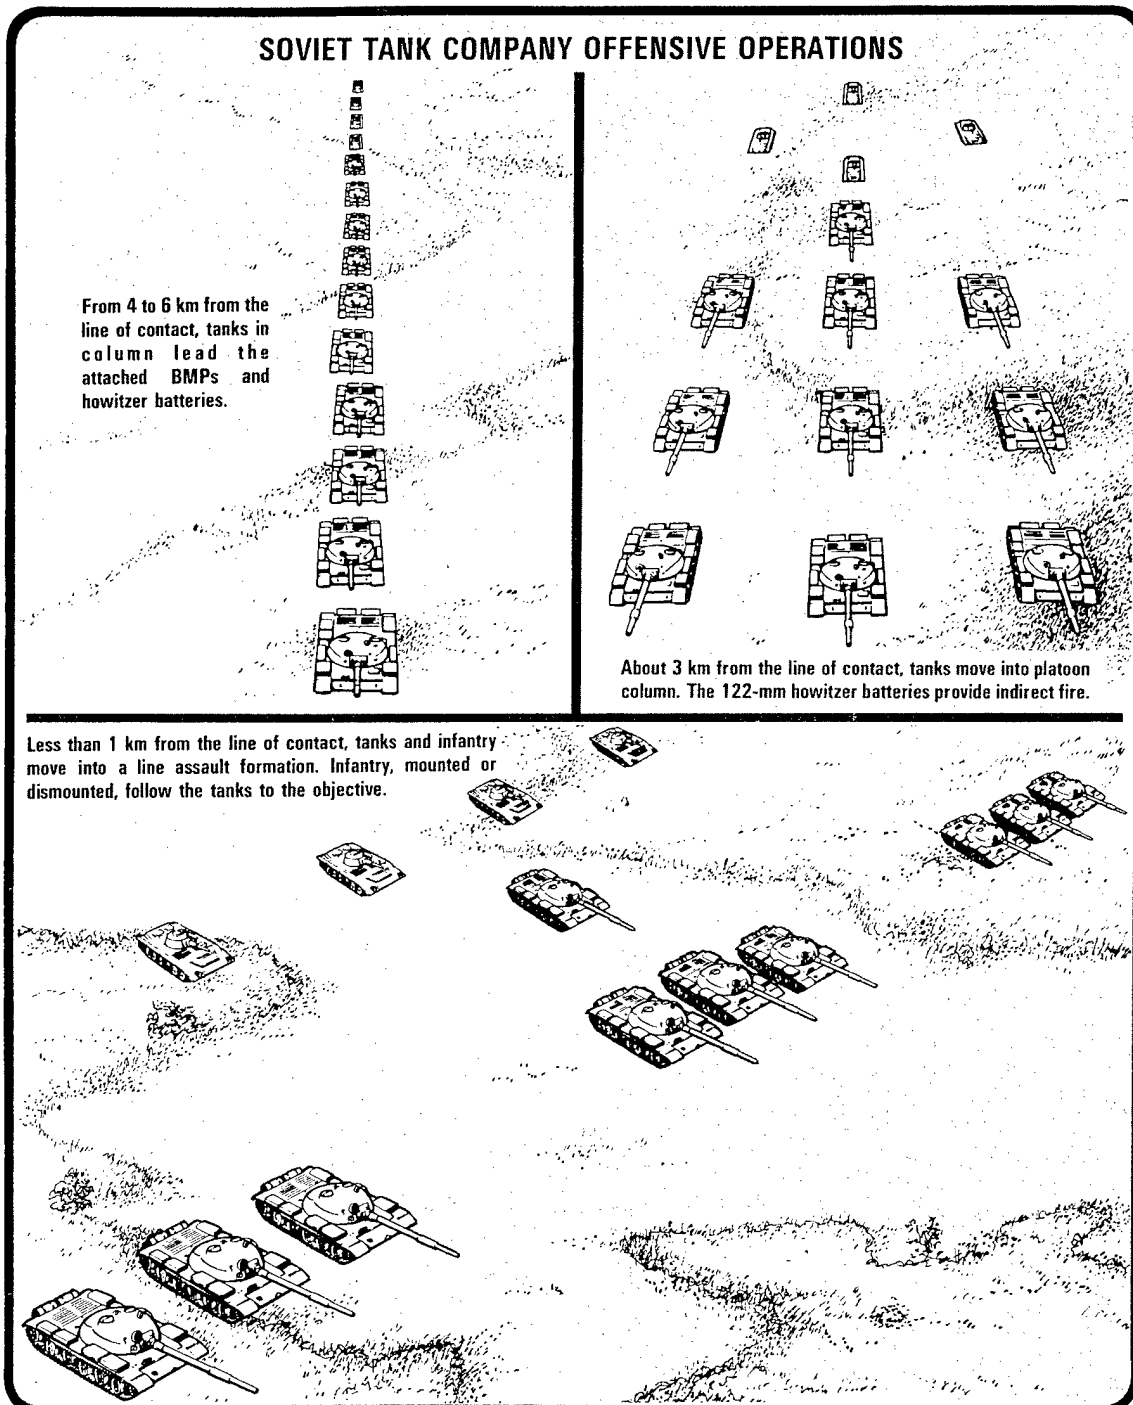 SOVIET TANK COMPANY OFFENSIVE OPERATIONS
From 4 to 6 km from the
line of contact, tanks in
column lead the
attached BMPs and
howitzer batteries.
About 3 km from the line of contact, tanks move into platoon
column. The 122-mm howitzer batteries provide indirect fire.
Less than 1 km from the line of contact, tanks and infantry
move into a line assault formation. Infantry, mounted or
dismounted, follow the tanks to the objective.